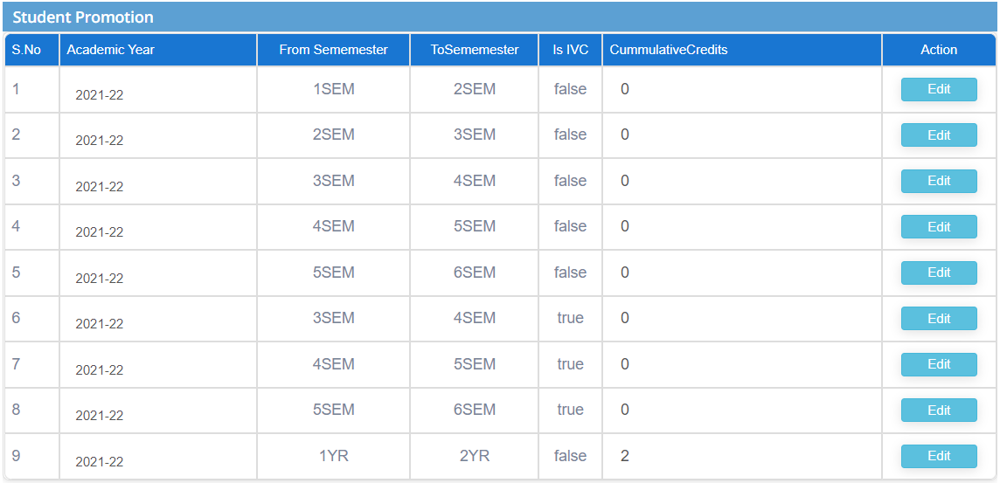 Student Promotion
S.No Academic Year From Sememester ToSememester Is IVC CummulativeCredits Action
1 2021-22 1SEM 2SEM false 0 Edit
2 2021-22 2SEM 3SEM false 0 Edit
3 2021-22 3SEM 4SEM false 0 Edit
4 2021-22 4SEM 5SEM false 0 Edit
5 2021-22 5SEM 6SEM false 0 Edit
6 2021-22 3SEM 4SEM true 0 Edit
7 2021-22 4SEM 5SEM true 0 Edit
8 2021-22 5SEM 6SEM true 0 Edit
9 2021-22 1YR 2YR false 2 Edit